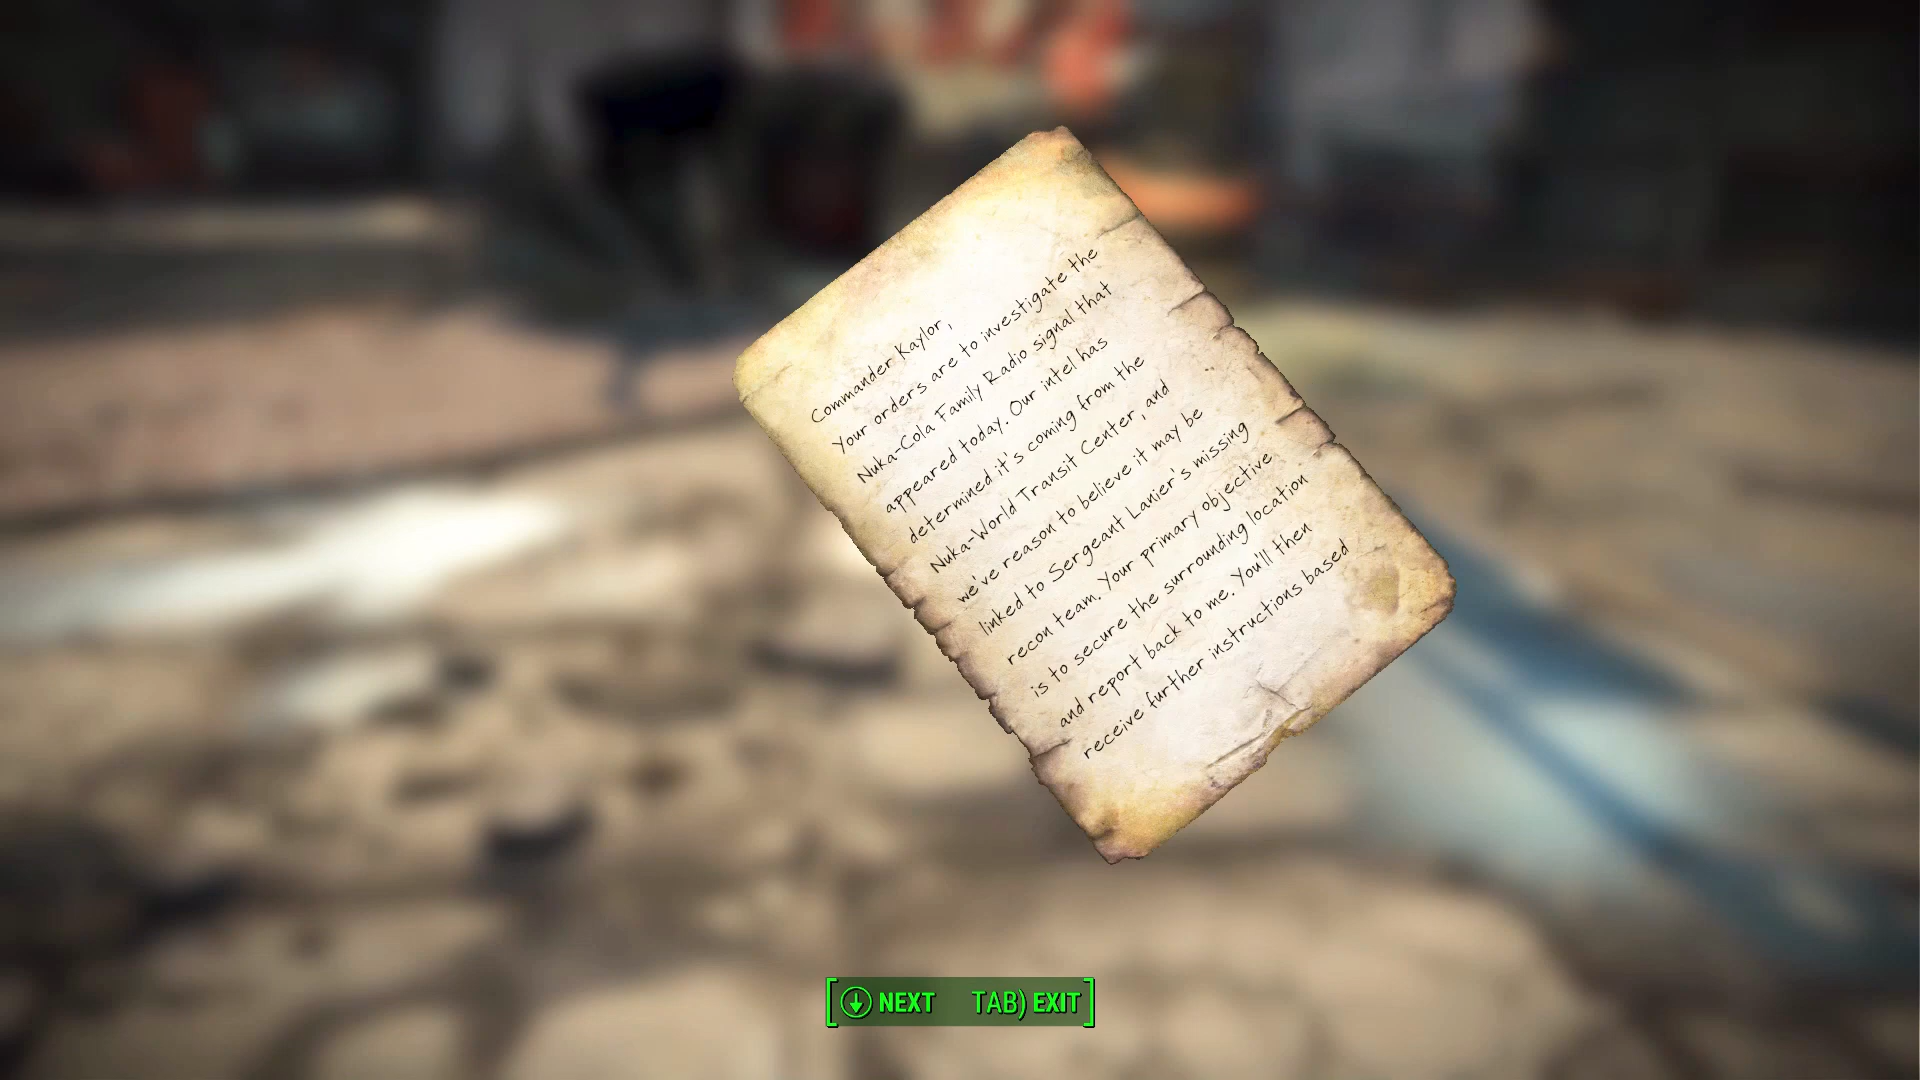 Commander Kaylor,
Your orders are to investigate the
Nuka-Cola Family Radio signal that
appeared today. Our intel has
determined it's coming from the
Nuka-World Transit Center, and
we've reason to believe it may be
linked to Sergeant Lanier's missing
recon team. Your primary objective
is to secure the surrounding location
and report back to me. You'll then
receive further instructions based
NEXT TAB) EXIT